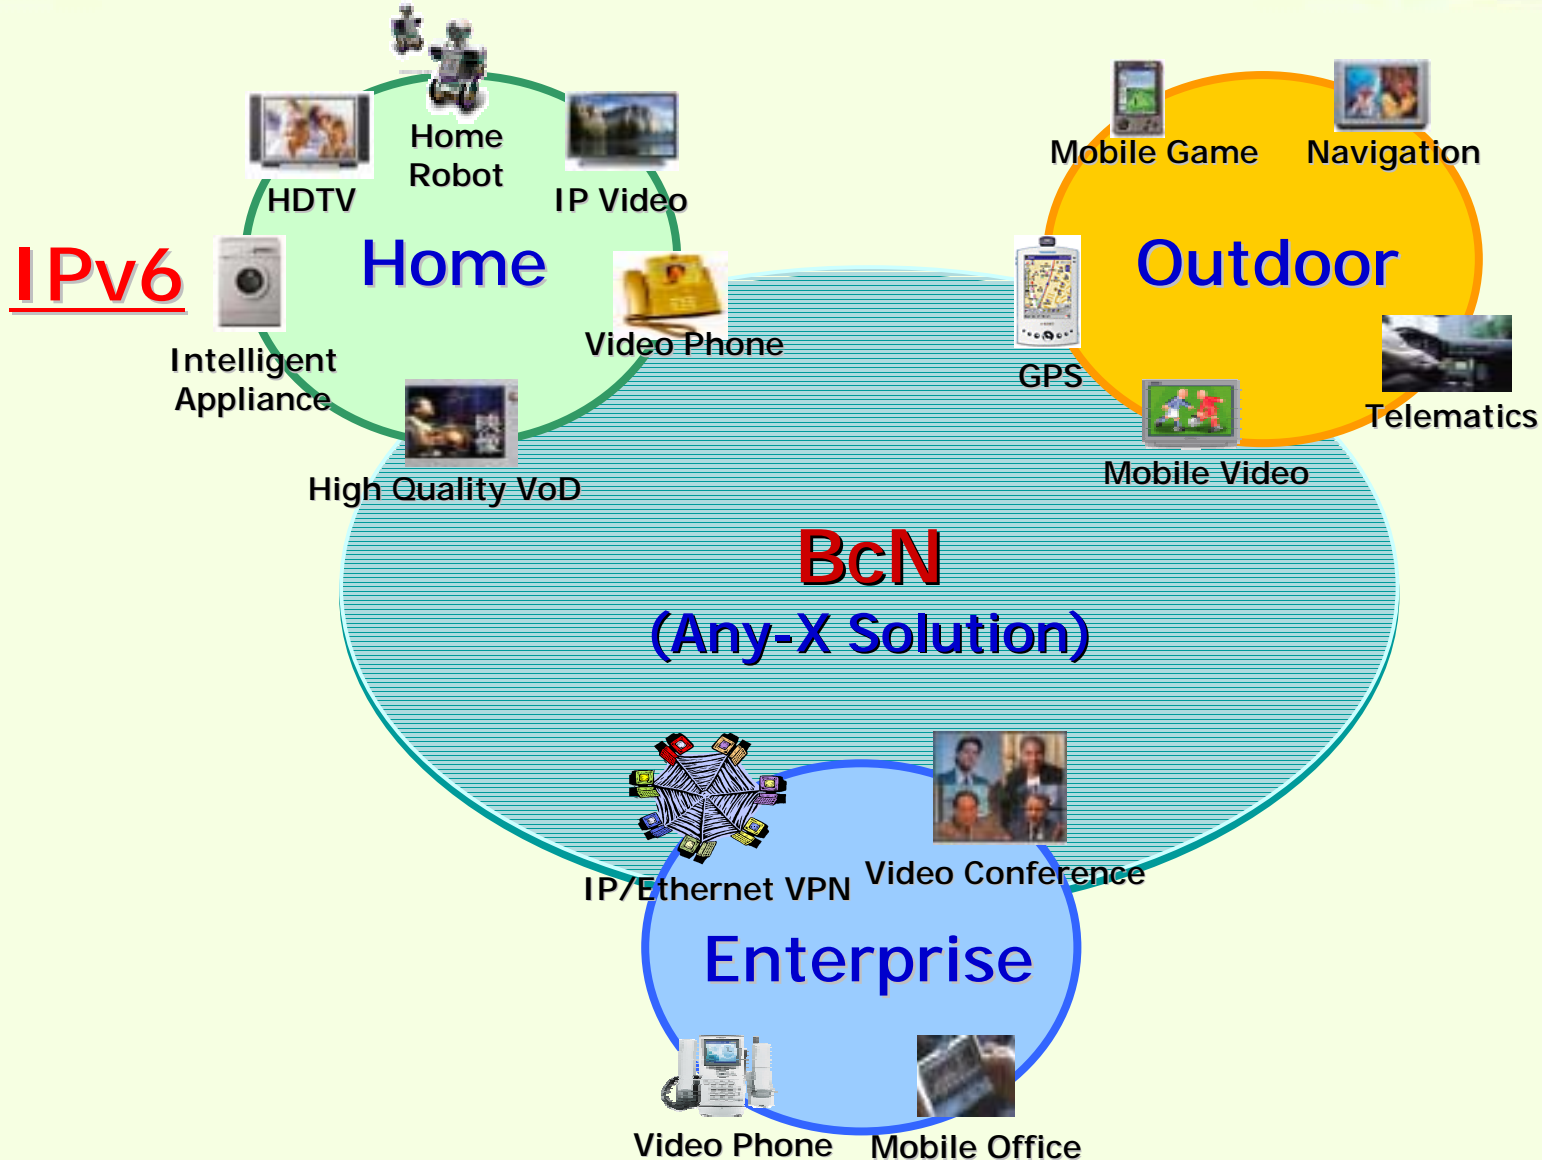 Home
Robot
HDTV
IP Video
IPv6
Home
Intelligent
Appliance
Video Phone
High Quality VoD
Mobile Game
Navigation
Outdoor
GPS
Telematics
Mobile Video
BcN
(Any-X Solution)
IP/Ethernet VPN
Video Conference
Enterprise
Video Phone
Mobile Office